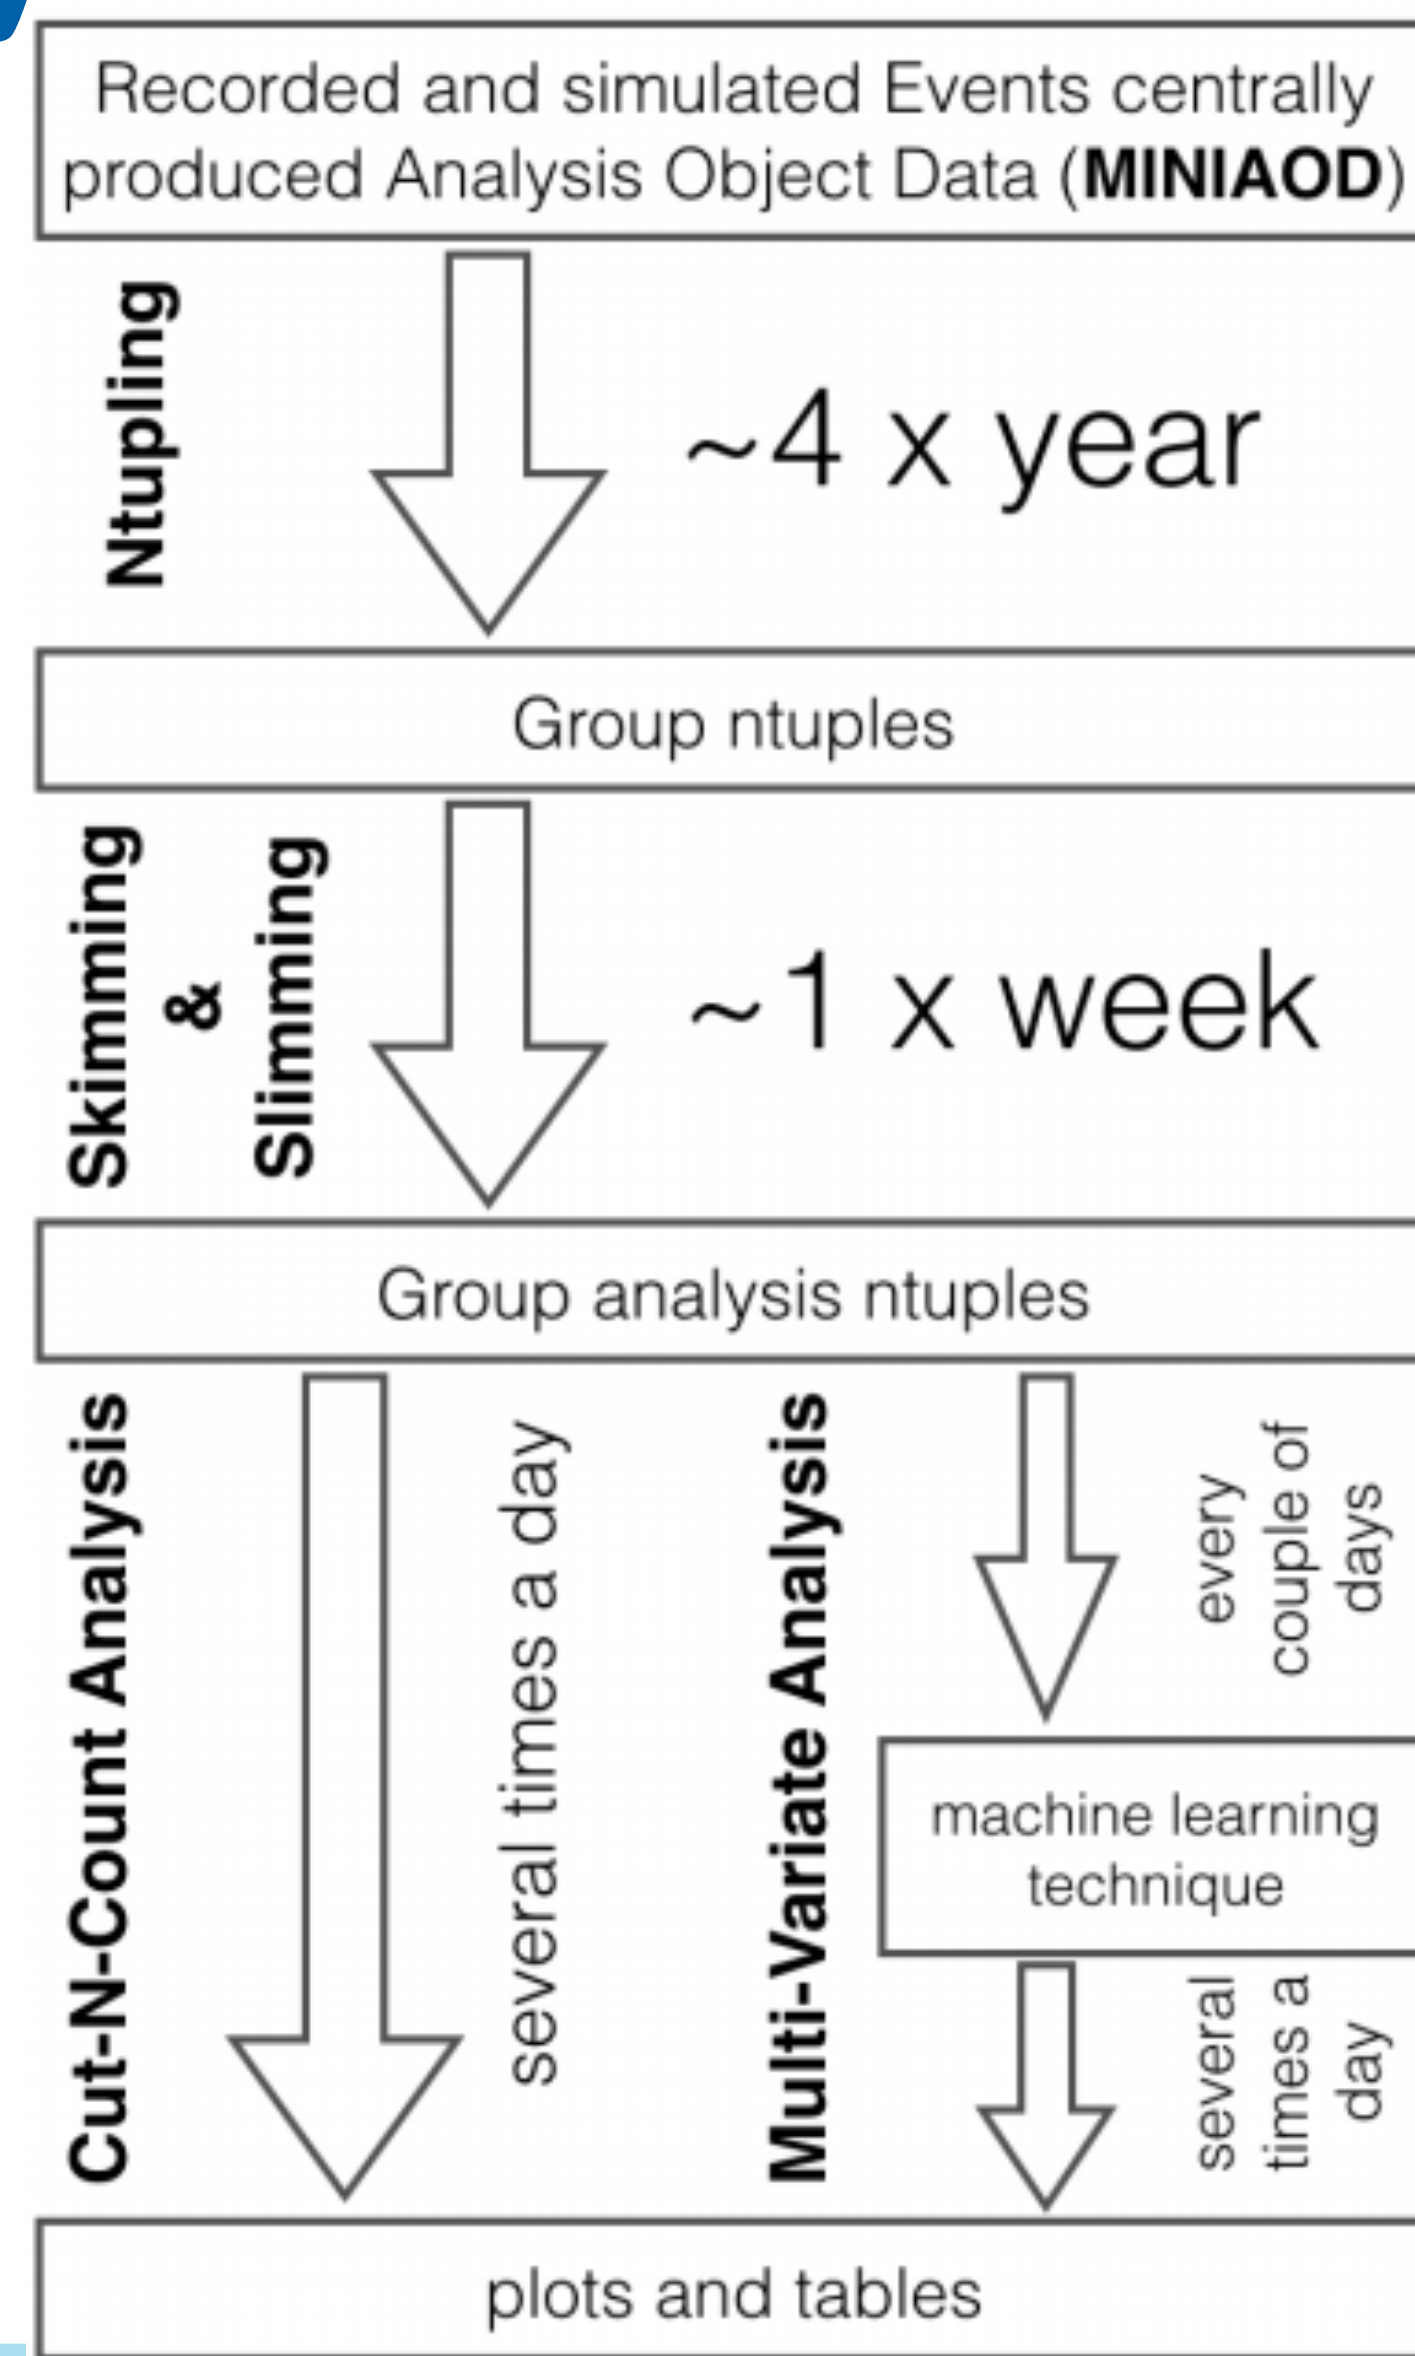 Recorded and simulated Events centrally
produced Analysis Object Data (MINIAOD)
Ntupling
~4 x year
Group ntuples
Skimming
&
Slimming
~1 x week
Group analysis ntuples
Cut-N-Count Analysis
several times a day
Multi-Variate Analysis
every
couple of
days
machine learning
technique
several
times a
day
plots and tables